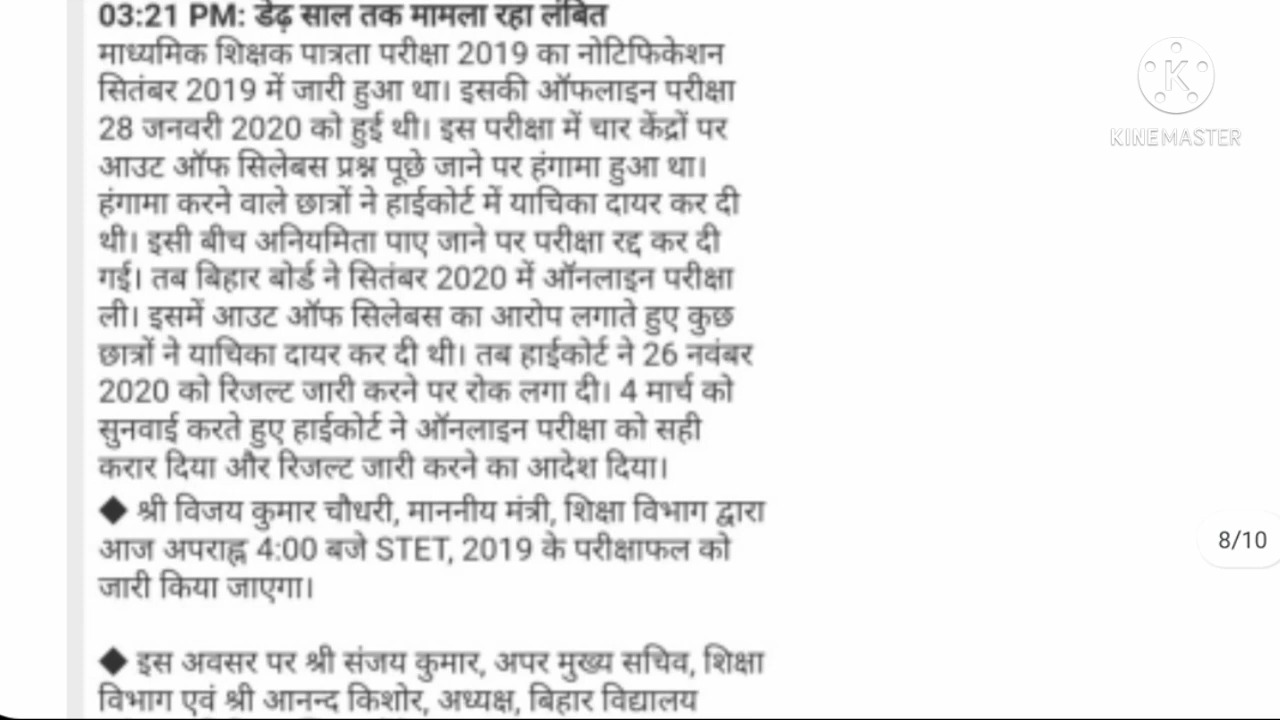 03:21 PM: डेढ़ साल तक मामला रहा लंबित
माध्यमिक शिक्षक पात्रता परीक्षा 2019 का नोटिफिकेशन
सितंबर 2019 में जारी हुआ था। इसकी ऑफलाइन परीक्षा
28 जनवरी 2020 को हुई थी। इस परीक्षा में चार केंद्रों पर
आउट ऑफ सिलेबस प्रश्न पूछे जाने पर हंगामा हुआ था।
हंगामा करने वाले छात्रों ने हाईकोर्ट में याचिका दायर कर दी
थी। इसी बीच अनियमिता पाए जाने पर परीक्षा रद्द कर दी
गई। तब बिहार बोर्ड ने सितंबर 2020 में ऑनलाइन परीक्षा
ली। इसमें आउट ऑफ सिलेबस का आरोप लगाते हुए कुछ
छात्रों ने याचिका दायर कर दी थी। तब हाईकोर्ट ने 26 नवंबर
2020 को रिजल्ट जारी करने पर रोक लगा दी। 4 मार्च को
सुनवाई करते हुए हाईकोर्ट ने ऑनलाइन परीक्षा को सही
करार दिया और रिजल्ट जारी करने का आदेश दिया।
◆ श्री विजय कुमार चौधरी, माननीय मंत्री, शिक्षा विभाग द्वारा
आज अपराह्न 4:00 बजे STET, 2019 के परीक्षाफल को
जारी किया जाएगा।
◆ इस अवसर पर श्री संजय कुमार, अपर मुख्य सचिव, शिक्षा
विभाग एवं श्री आनन्द किशोर, अध्यक्ष, बिहार विद्यालय
K
KINEMASTER
8/10